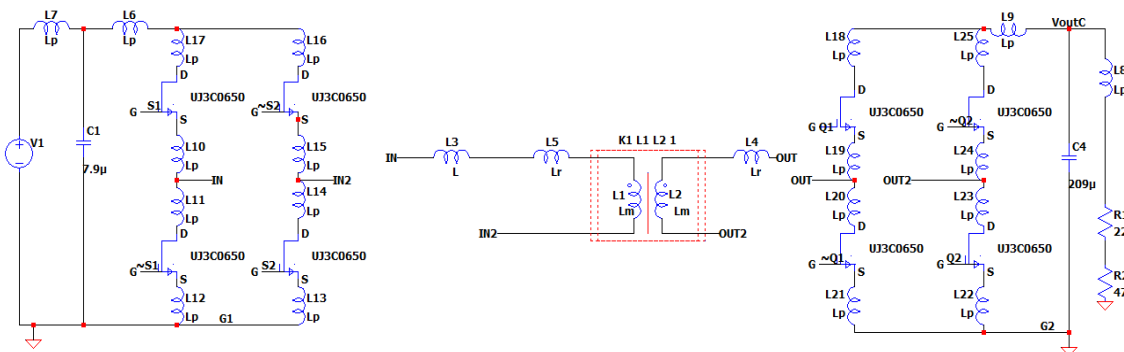 L7
Lp
L6
Lp
L17
Lp
L16
Lp
D
D
UJ3C0650
UJ3C0650
G
S1
S
G
~S2
S
V1
C1
7.9µ
L10
Lp
L15
Lp
IN
IN2
L11
Lp
L14
Lp
D
D
UJ3C0650
UJ3C0650
G
~S1
S
G
S2
S
L12
Lp
L13
Lp
G1
IN
L3
L
L5
Lr
K1 L1 L2 1
L1
Lm
L2
Lm
L4
Lr
OUT
IN2
OUT2
L18
Lp
L25
Lp
L9
Lp
VoutC
L8
Lp
D
D
UJ3C0650
UJ3C0650
G
Q1
S
G
~Q2
S
L19
Lp
L24
Lp
C4
209µ
OUT
OUT2
L20
Lp
L23
Lp
D
D
UJ3C0650
UJ3C0650
G
~Q1
S
G
Q2
S
R1
22
R2
47
L21
Lp
L22
Lp
G2